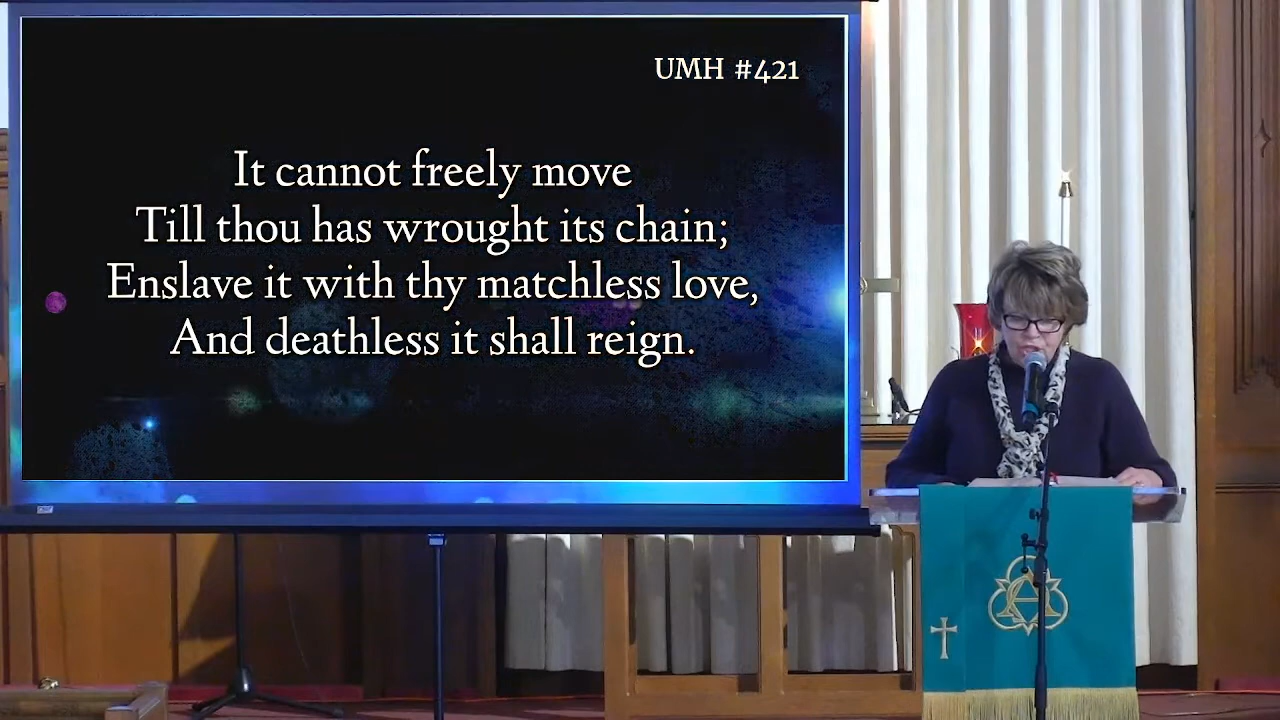 UMH #421
It cannot freely move
Till thou has wrought its chain;
Enslave it with thy matchless love,
And deathless it shall reign.